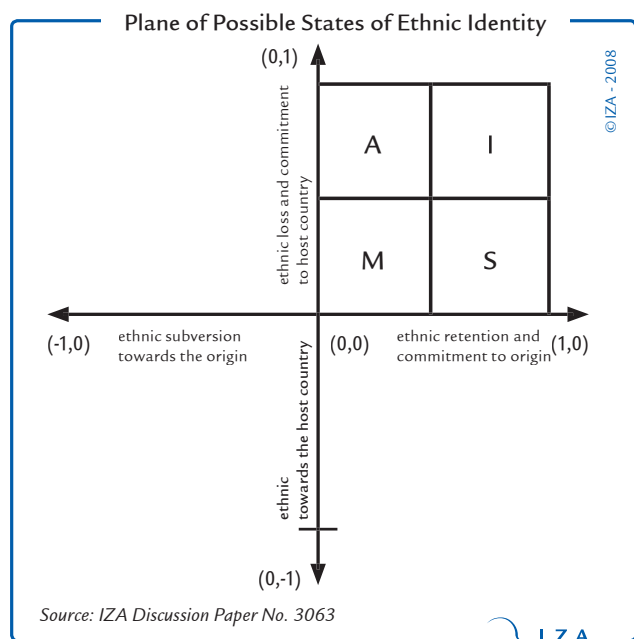 Plane of Possible States of Ethnic Identity
(0,1)
© IZA - 2008
ethnic loss and commitment
to host country
A
I
M
S
(-1,0)
ethnic subversion
towards the origin
(0,0)
ethnic retention and
commitment to origin
(1,0)
ethnic
towards the host country
(0,-1)
Source: IZA Discussion Paper No. 3063
I Z A